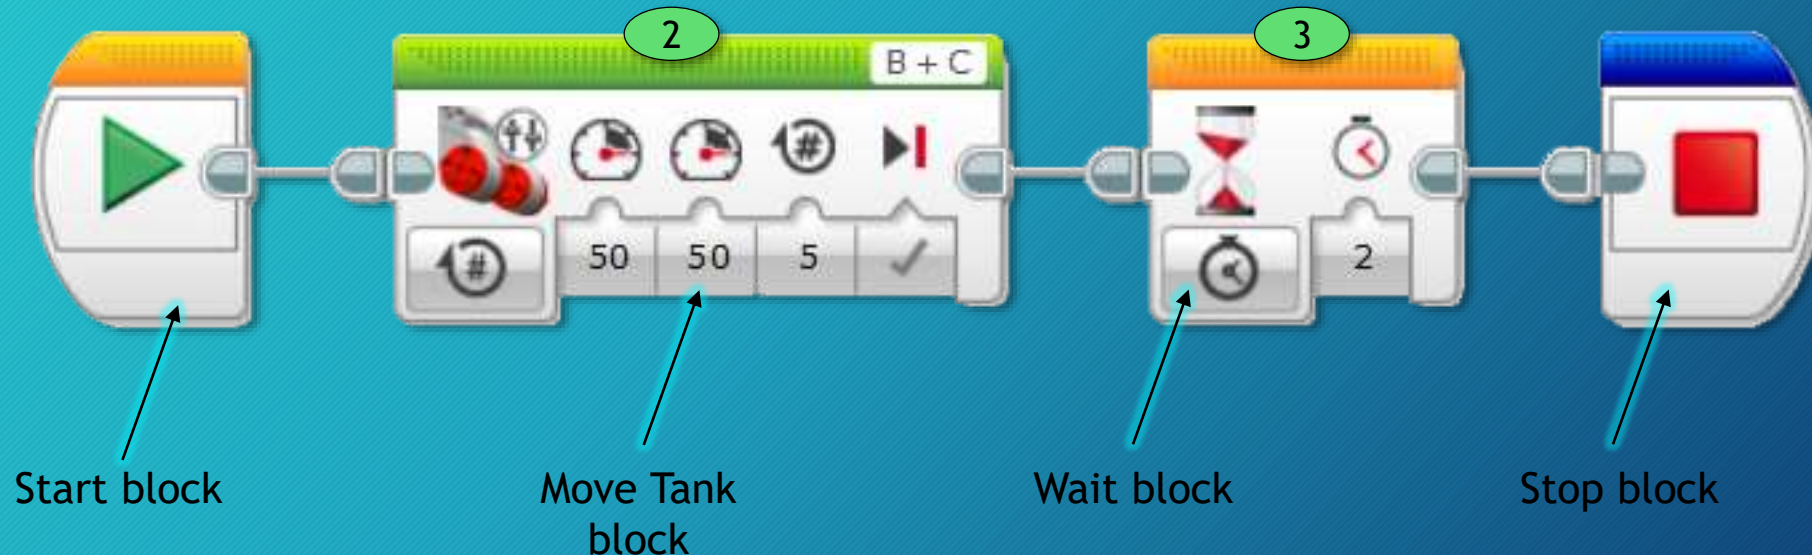 2
3
B + C
#
50 50 5
#
2
Start block
Move Tank
block
Wait block
Stop block